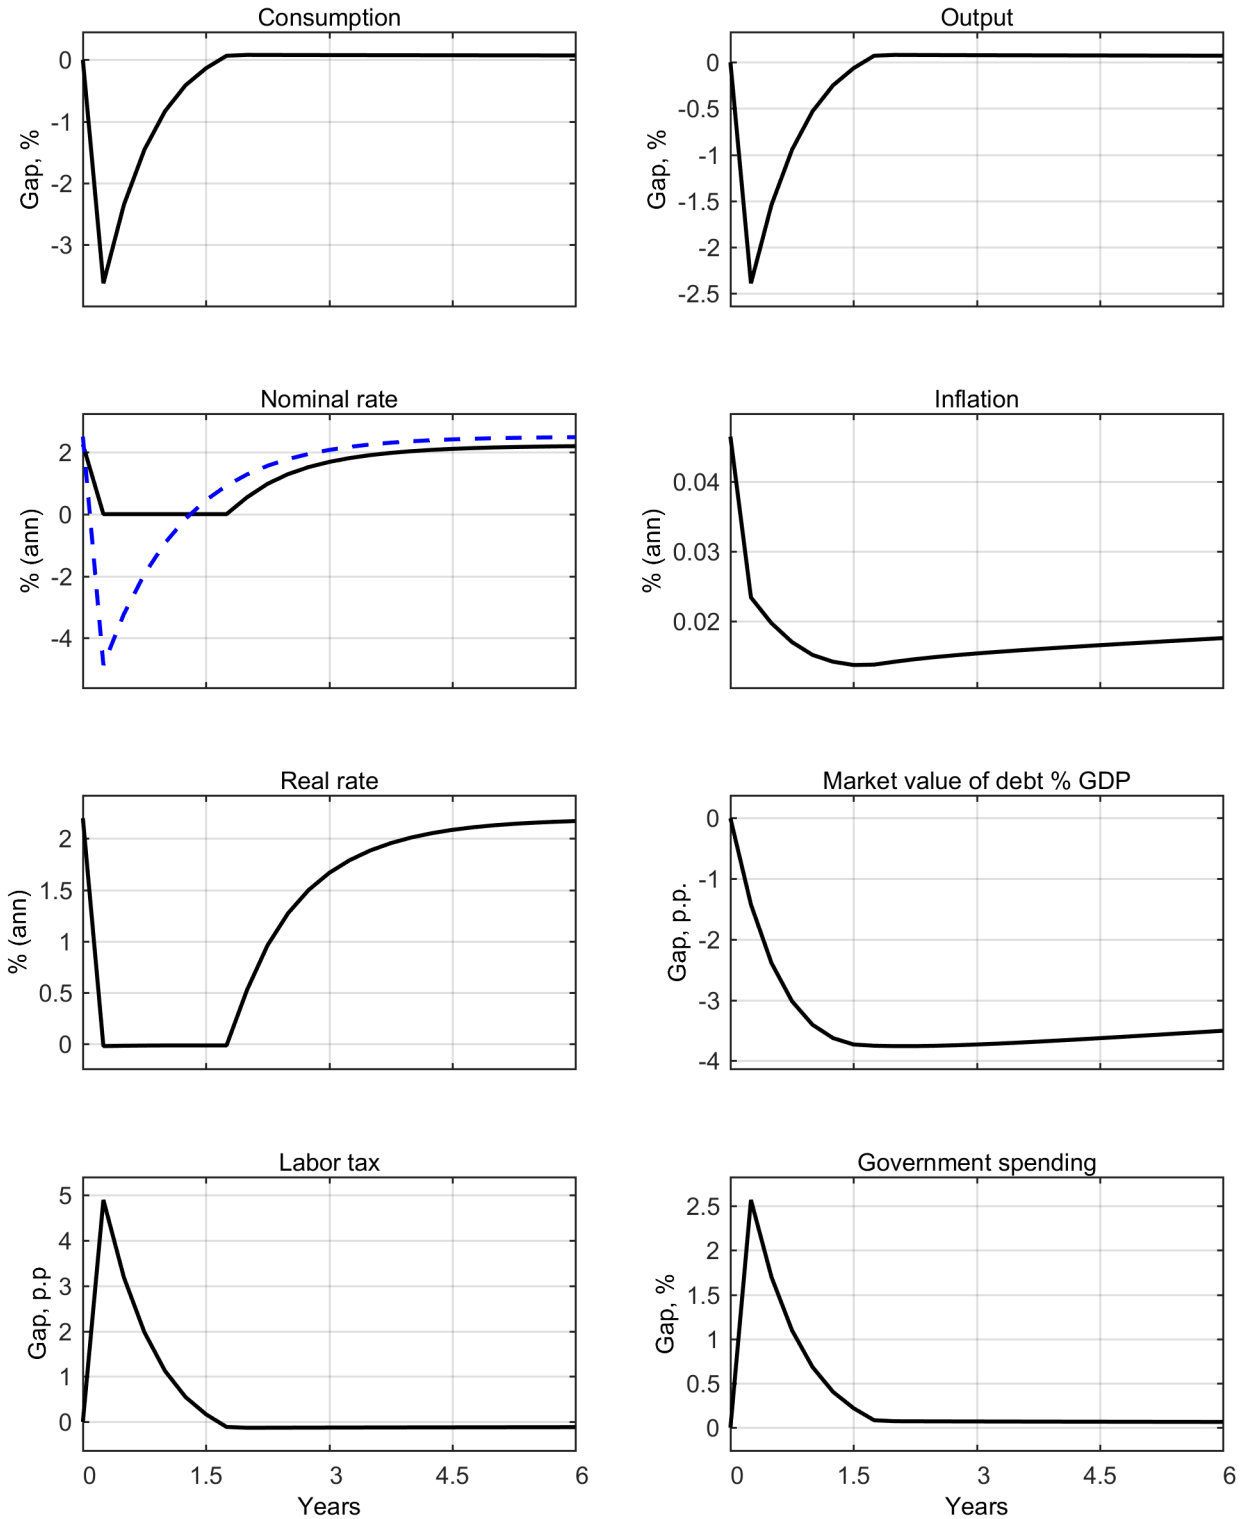 Consumption
Output
0
-1
-2
-3
Gap, %
0
-0.5
-1
-1.5
-2
-2.5
Gap, %
Nominal rate
Inflation
2
0
-2
-4
% (ann)
0.04
0.03
0.02
% (ann)
Real rate
Market value of debt % GDP
2
1.5
1
0.5
0
% (ann)
0
-1
-2
-3
-4
Gap, p.p.
Labor tax
Government spending
5
4
3
2
1
0
Gap, p.p
2.5
2
1.5
1
0.5
0
Gap, %
0 1.5 3 4.5 6
0 1.5 3 4.5 6
Years
Years